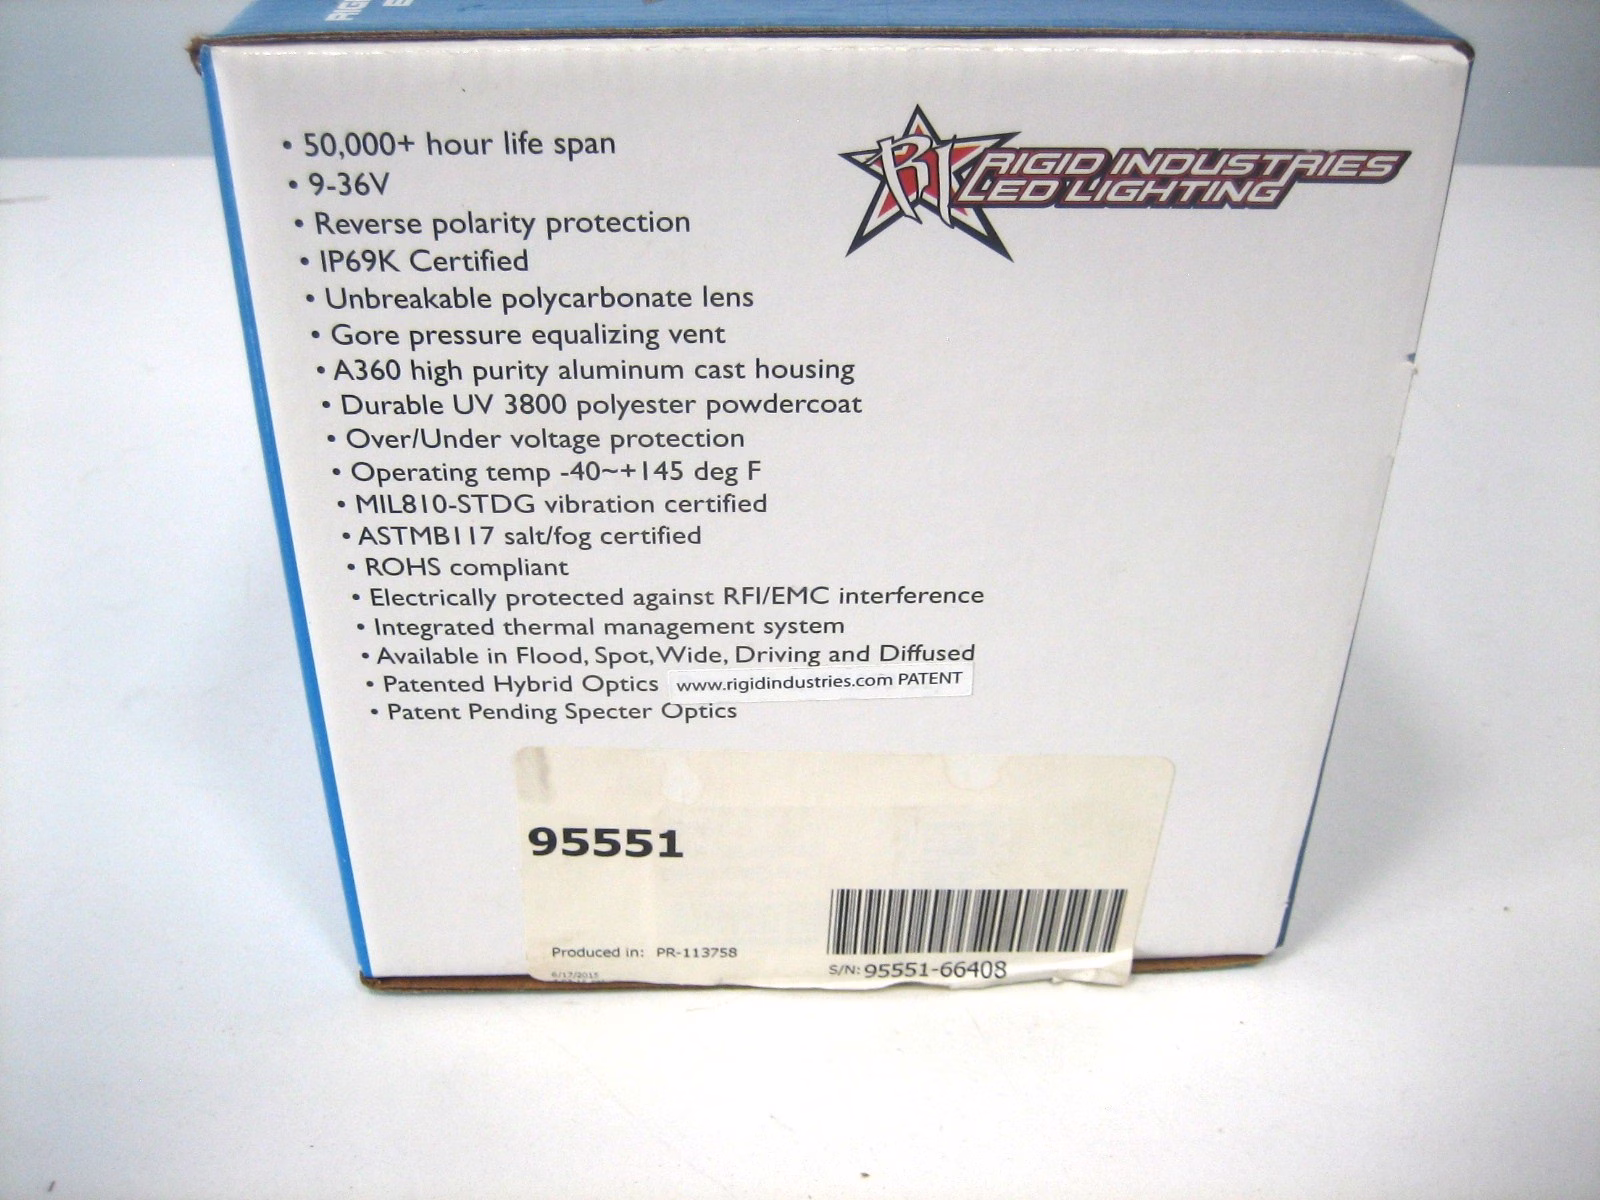 • 50,000+ hour life span
• 9-36V
• Reverse polarity protection
• IP69K Certified
• Unbreakable polycarbonate lens
• Gore pressure equalizing vent
• A360 high purity aluminum cast housing
• Durable UV 3800 polyester powdercoat
• Over/Under voltage protection
• Operating temp -40~+145 deg F
• MIL810-STDG vibration certified
• ASTMB117 salt/fog certified
• ROHS compliant
• Electrically protected against RFI/EMC interference
• Integrated thermal management system
• Available in Flood, Spot, Wide, Driving and Diffused
• Patented Hybrid Optics www.rigidindustries.com PATENT
• Patent Pending Specter Optics
RI RIGID INDUSTRIES
LED LIGHTING
95551
Produced in: PR-113758
6/17/2015
S/N: 95551-66408